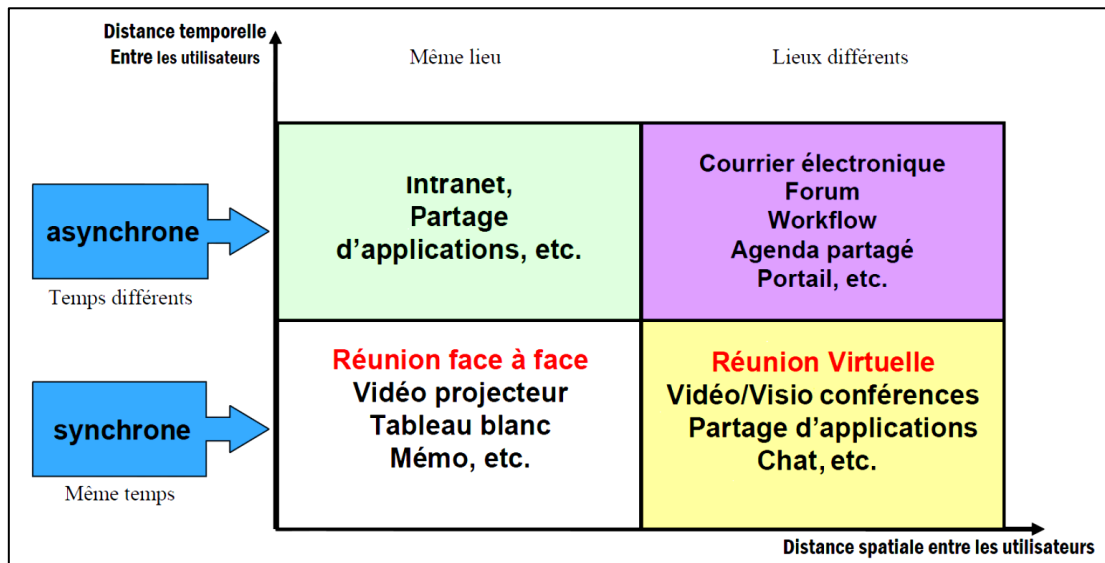 Distance temporelle
Entre les utilisateurs
Même lieu
Lieux différents
asynchrone
Temps différents
Intranet,
Partage
d’applications, etc.
Courrier électronique
Forum
Workflow
Agenda partagé
Portail, etc.
synchrone
Même temps
Réunion face à face
Vidéo projecteur
Tableau blanc
Mémo, etc.
Réunion Virtuelle
Vidéo/Visio conférences
Partage d’applications
Chat, etc.
Distance spatiale entre les utilisateurs